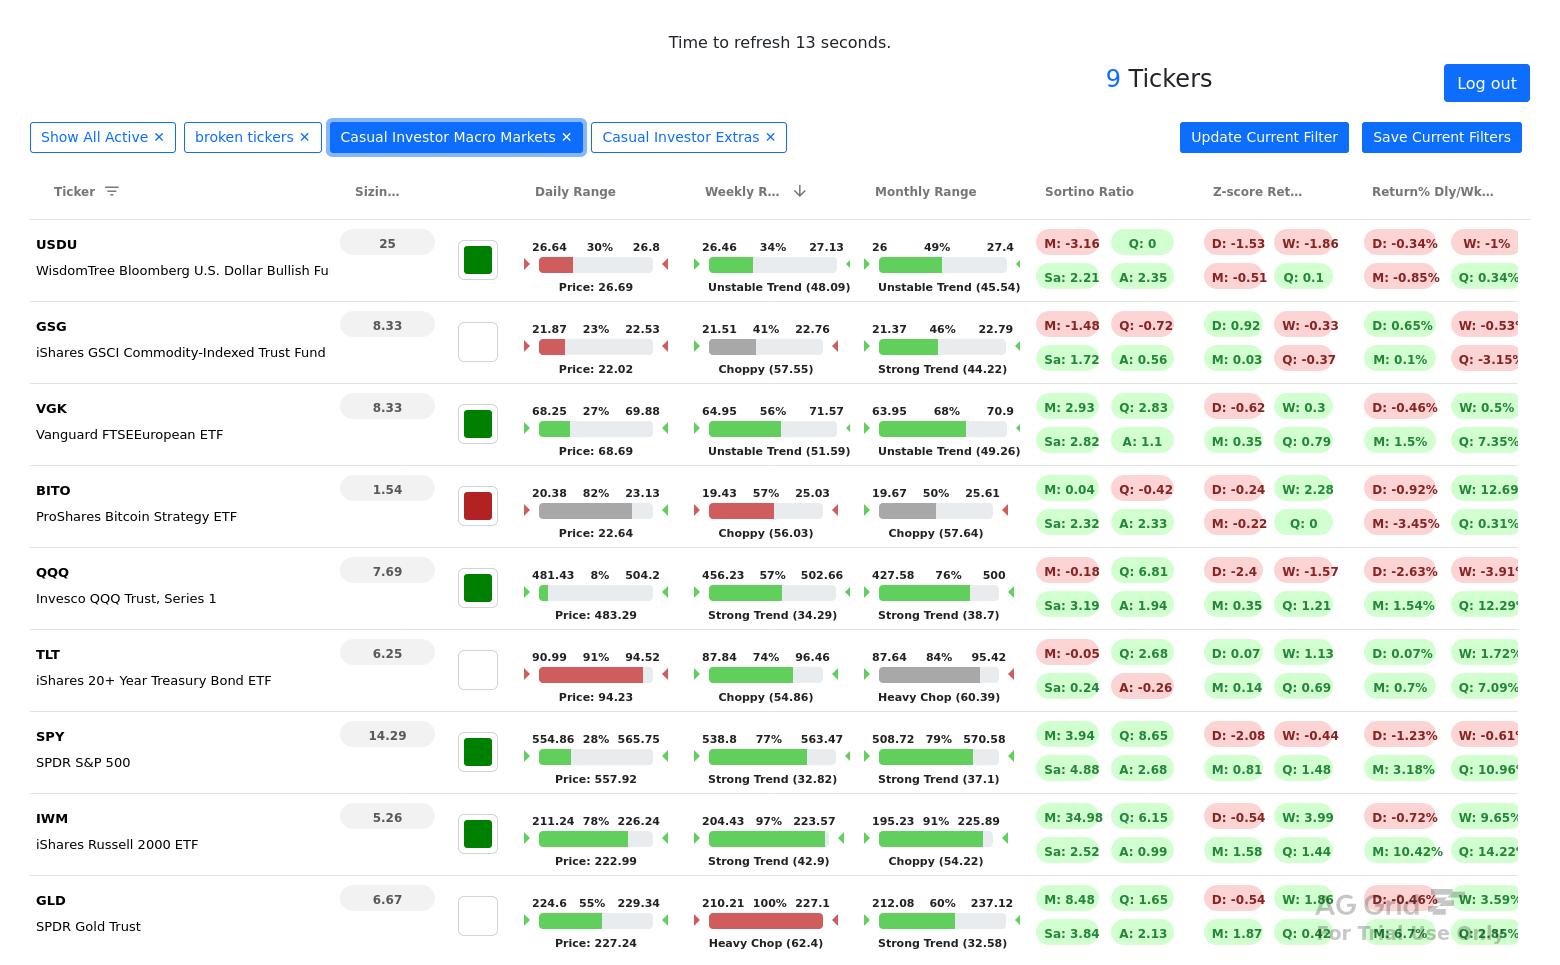 Time to refresh 13 seconds.
9 Tickers
Log out
Show All Active ✕ broken tickers ✕ Casual Investor Macro Markets ✕ Casual Investor Extras ✕ Update Current Filter Save Current Filters
Ticker Sizin... Daily Range Weekly R... Monthly Range Sortino Ratio Z-score Ret... Return% Dly/Wk...
USDU 25 26.64 30% 26.8 26.46 34% 27.13 26 49% 27.4 M: -3.16 Q: 0 D: -1.53 W: -1.86 D: -0.34% W: -1%
WisdomTree Bloomberg U.S. Dollar Bullish Fu Price: 26.69 Unstable Trend (48.09) Unstable Trend (45.54) Sa: 2.21 A: 2.35 M: -0.51 Q: 0.1 M: -0.85% Q: 0.34%
GSG 8.33 21.87 23% 22.53 21.51 41% 22.76 21.37 46% 22.79 M: -1.48 Q: -0.72 D: 0.92 W: -0.33 D: 0.65% W: -0.53%
iShares GSCI Commodity-Indexed Trust Fund Price: 22.02 Choppy (57.55) Strong Trend (44.22) Sa: 1.72 A: 0.56 M: 0.03 Q: -0.37 M: 0.1% Q: -3.15%
VGK 8.33 68.25 27% 69.88 64.95 56% 71.57 63.95 68% 70.9 M: 2.93 Q: 2.83 D: -0.62 W: 0.3 D: -0.46% W: 0.5%
Vanguard FTSEEuropean ETF Price: 68.69 Unstable Trend (51.59) Unstable Trend (49.26) Sa: 2.82 A: 1.1 M: 0.35 Q: 0.79 M: 1.5% Q: 7.35%
BITO 1.54 20.38 82% 23.13 19.43 57% 25.03 19.67 50% 25.61 M: 0.04 Q: -0.42 D: -0.24 W: 2.28 D: -0.92% W: 12.69
ProShares Bitcoin Strategy ETF Price: 22.64 Choppy (56.03) Choppy (57.64) Sa: 2.32 A: 2.33 M: -0.22 Q: 0 M: -3.45% Q: 0.31%
QQQ 7.69 481.43 8% 504.2 456.23 57% 502.66 427.58 76% 500 M: -0.18 Q: 6.81 D: -2.4 W: -1.57 D: -2.63% W: -3.91%
Invesco QQQ Trust, Series 1 Price: 483.29 Strong Trend (34.29) Strong Trend (38.7) Sa: 3.19 A: 1.94 M: 0.35 Q: 1.21 M: 1.54% Q: 12.29%
TLT 6.25 90.99 91% 94.52 87.84 74% 96.46 87.64 84% 95.42 M: -0.05 Q: 2.68 D: 0.07 W: 1.13 D: 0.07% W: 1.72%
iShares 20+ Year Treasury Bond ETF Price: 94.23 Choppy (54.86) Heavy Chop (60.39) Sa: 0.24 A: -0.26 M: 0.14 Q: 0.69 M: 0.7% Q: 7.09%
SPY 14.29 554.86 28% 565.75 538.8 77% 563.47 508.72 79% 570.58 M: 3.94 Q: 8.65 D: -2.08 W: -0.44 D: -1.23% W: -0.61%
SPDR S&P 500 Price: 557.92 Strong Trend (32.82) Strong Trend (37.1) Sa: 4.88 A: 2.68 M: 0.81 Q: 1.48 M: 3.18% Q: 10.96%
IWM 5.26 211.24 78% 226.24 204.43 97% 223.57 195.23 91% 225.89 M: 34.98 Q: 6.15 D: -0.54 W: 3.99 D: -0.72% W: 9.65%
iShares Russell 2000 ETF Price: 222.99 Strong Trend (42.9) Choppy (54.22) Sa: 2.52 A: 0.99 M: 1.58 Q: 1.44 M: 10.42% Q: 14.22%
GLD 6.67 224.6 55% 229.34 210.21 100% 227.1 212.08 60% 237.12 M: 8.48 Q: 1.65 D: -0.54 W: 1.86 D: -0.46% W: 3.59%
SPDR Gold Trust Price: 227.24 Heavy Chop (62.4) Strong Trend (32.58) Sa: 3.84 A: 2.13 M: 1.87 Q: 0.42 M: 6.7% Q: 2.85%
AG Grid
For Trial Use Only